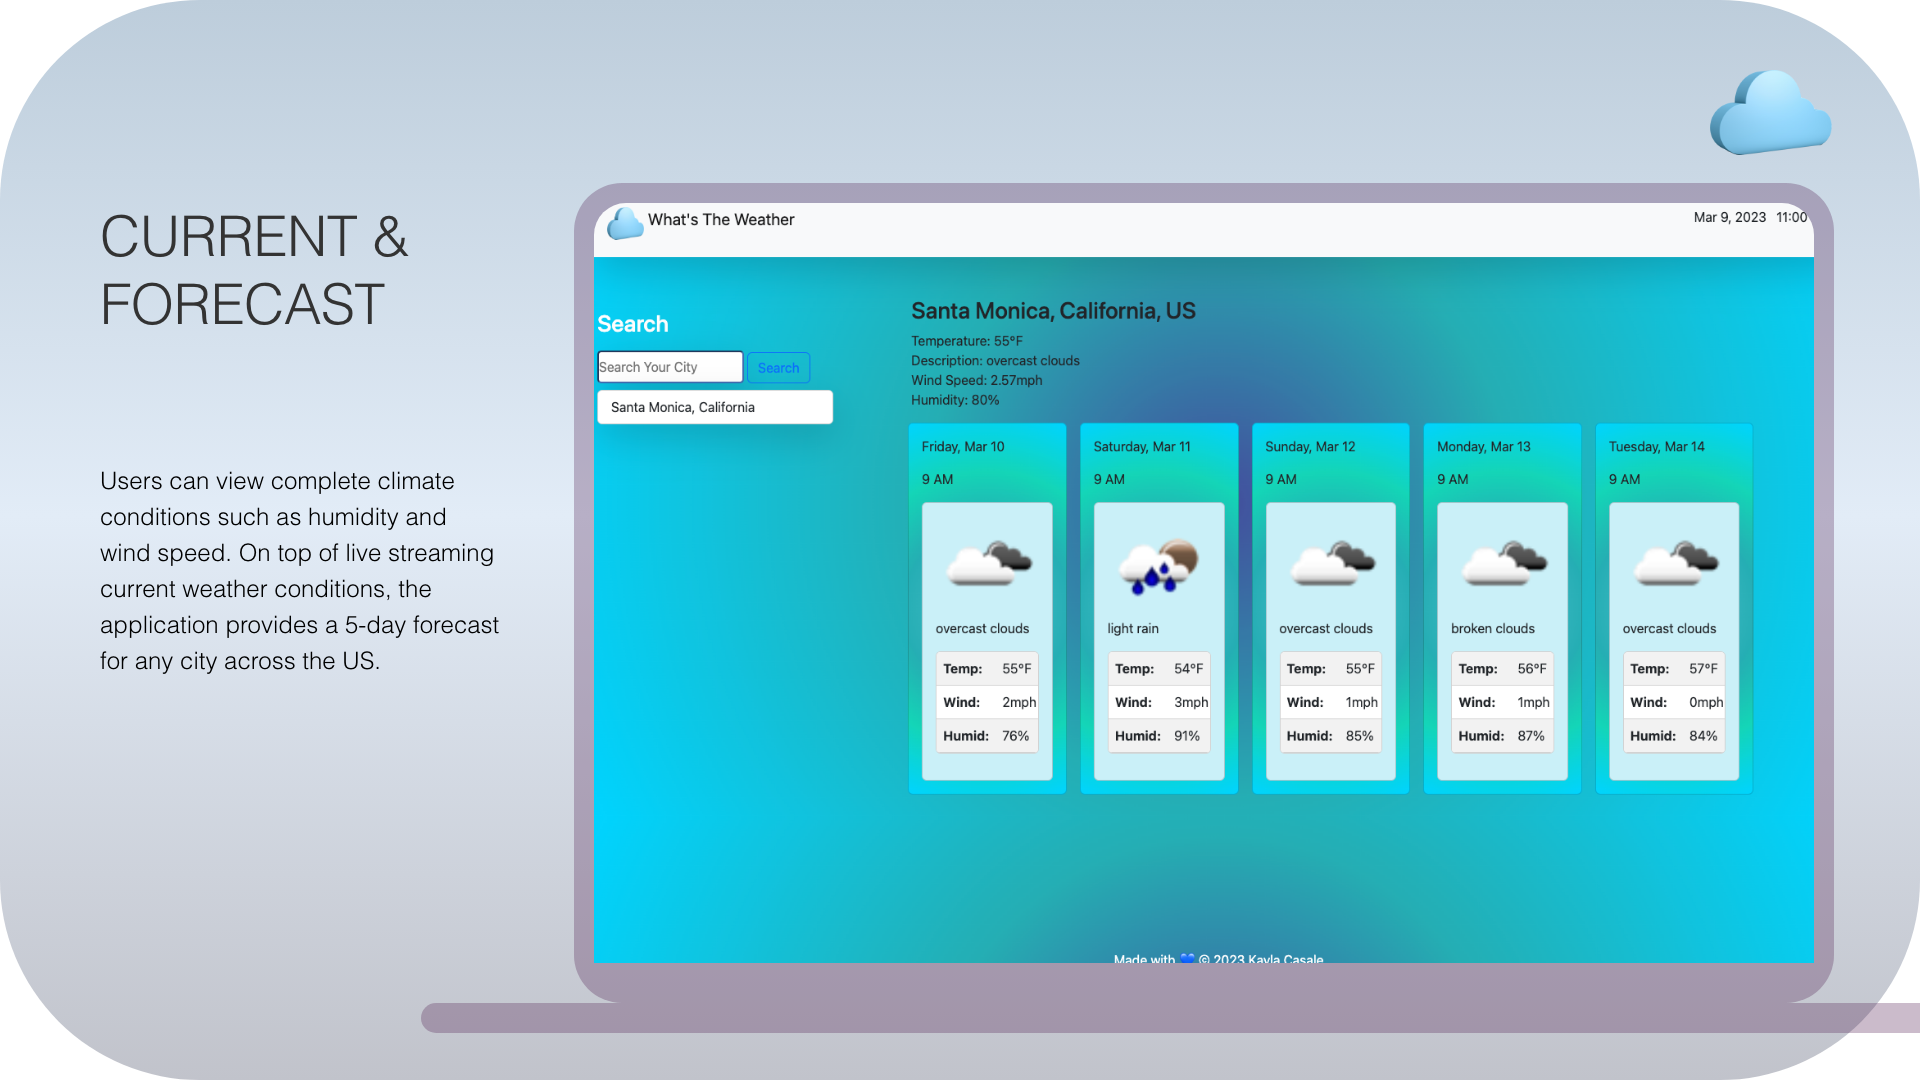 CURRENT &
FORECAST
Users can view complete climate
conditions such as humidity and
wind speed. On top of live streaming
current weather conditions, the
application provides a 5-day forecast
for any city across the US.
What's The Weather
Mar 9, 2023 11:00
Search
Search Your City
Search
Santa Monica, California
Santa Monica, California, US
Temperature: 55°F
Description: overcast clouds
Wind Speed: 2.57mph
Humidity: 80%
Friday, Mar 10
9 AM
overcast clouds
Temp: 55°F
Wind: 2mph
Humid: 76%
Saturday, Mar 11
9 AM
light rain
Temp: 54°F
Wind: 3mph
Humid: 91%
Sunday, Mar 12
9 AM
overcast clouds
Temp: 55°F
Wind: 1mph
Humid: 85%
Monday, Mar 13
9 AM
broken clouds
Temp: 56°F
Wind: 1mph
Humid: 87%
Tuesday, Mar 14
9 AM
overcast clouds
Temp: 57°F
Wind: 0mph
Humid: 84%
Made with 💙 © 2023 Kayla Casale